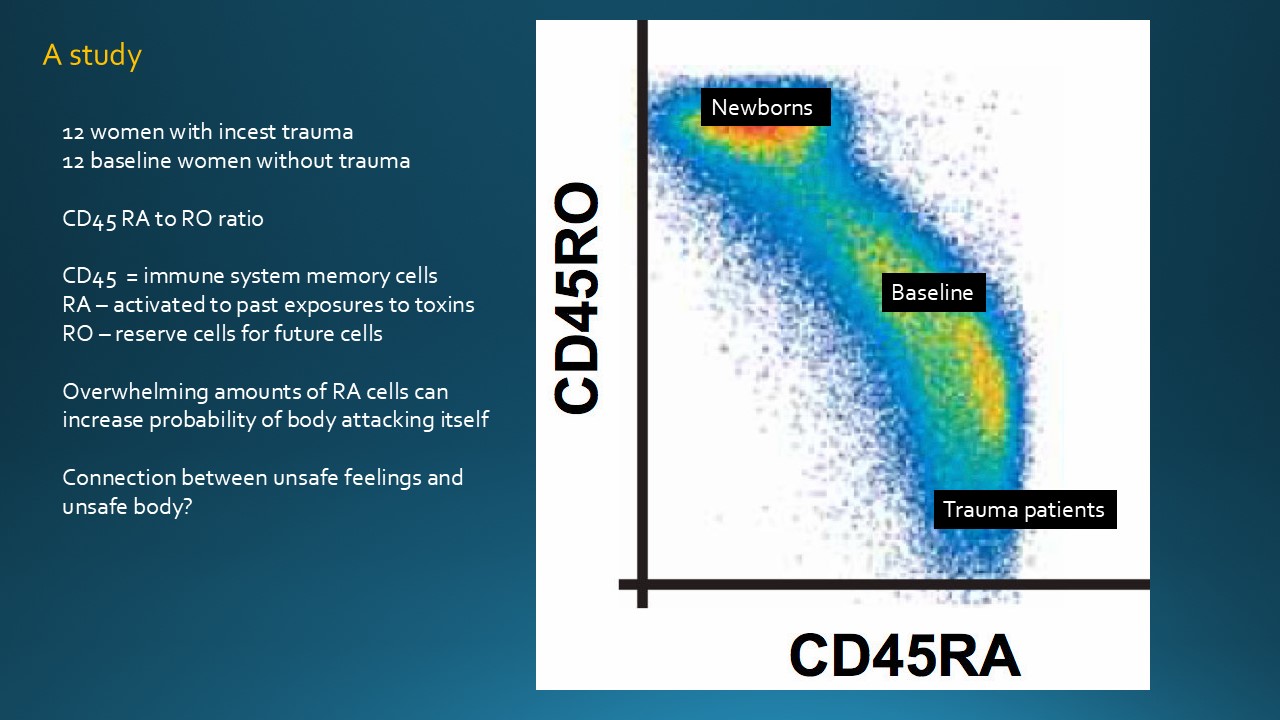 A study
12 women with incest trauma
12 baseline women without trauma
CD45 RA to RO ratio
CD45 = immune system memory cells
RA – activated to past exposures to toxins
RO – reserve cells for future cells
Overwhelming amounts of RA cells can
increase probability of body attacking itself
Connection between unsafe feelings and
unsafe body?
CD45RO
Newborns
Baseline
Trauma patients
CD45RA